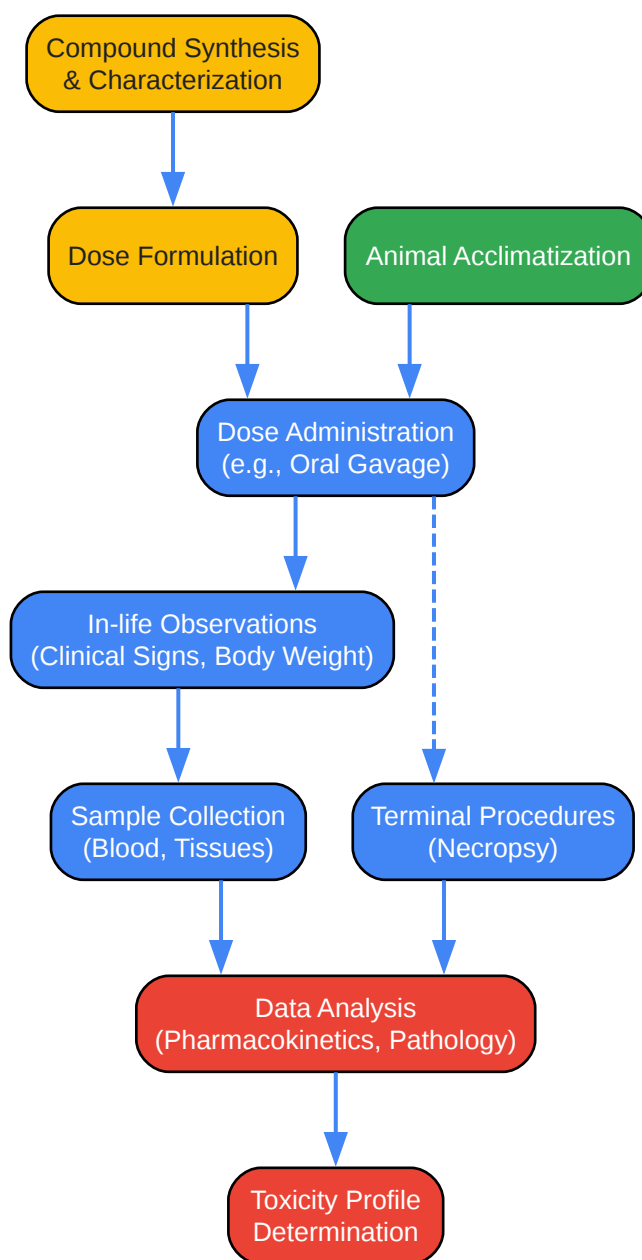 Compound Synthesis
& Characterization
Dose Formulation
Animal Acclimatization
Dose Administration
(e.g., Oral Gavage)
In-life Observations
(Clinical Signs, Body Weight)
Sample Collection
(Blood, Tissues)
Terminal Procedures
(Necropsy)
Data Analysis
(Pharmacokinetics, Pathology)
Toxicity Profile
Determination